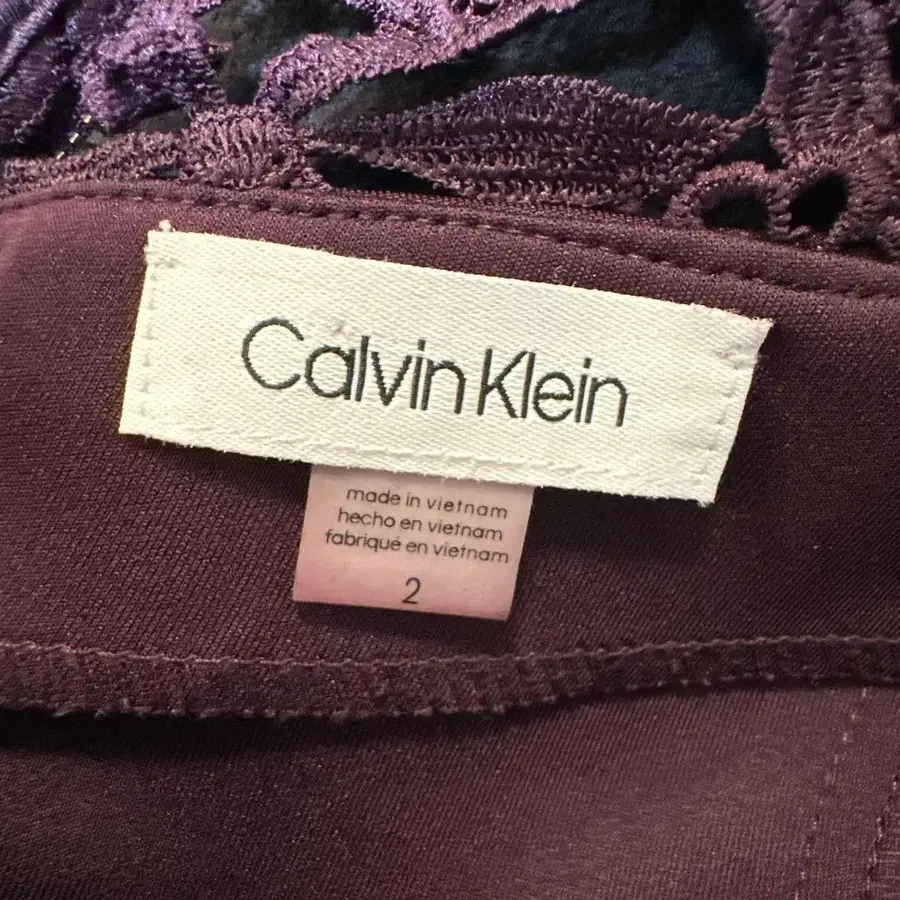 Calvin Klein
made in vietnam
hecho en vietnam
fabriqué en vietnam
2